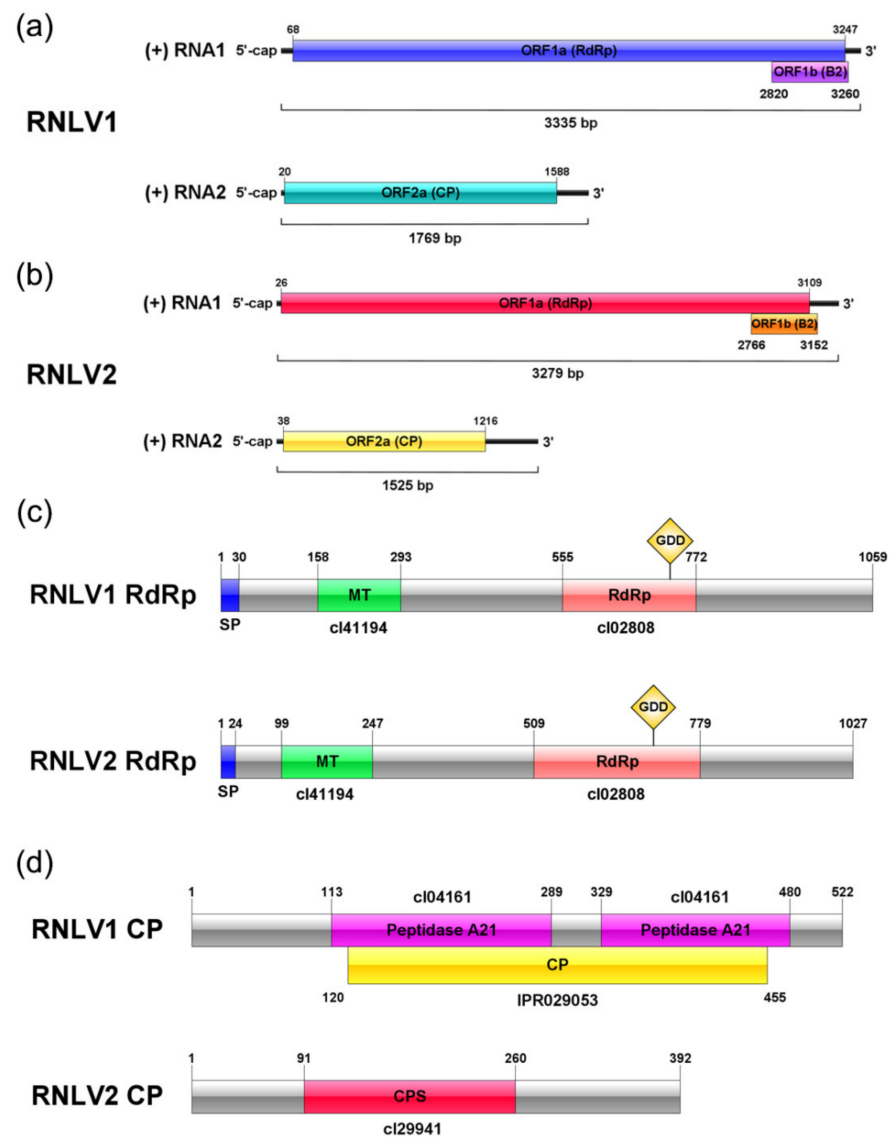 (a)
68 3247
(+) RNA1 5'-cap ORF1a (RdRp) 3'
ORF1b (B2)
2820 3260
RNLV1
3335 bp
20 1588
(+) RNA2 5'-cap ORF2a (CP) 3'
1769 bp
(b)
26 3109
(+) RNA1 5'-cap ORF1a (RdRp) 3'
ORF1b (B2)
2766 3152
RNLV2
3279 bp
38 1216
(+) RNA2 5'-cap ORF2a (CP) 3'
1525 bp
(c)
GDD
1 30 158 293 555 772 1059
RNLV1 RdRp MT RdRp
SP cl41194 cl02808
GDD
1 24 99 247 509 779 1027
RNLV2 RdRp MT RdRp
SP cl41194 cl02808
(d)
1 113 cl04161 289 329 cl04161 480 522
RNLV1 CP Peptidase A21 Peptidase A21
CP
120 IPR029053 455
1 91 260 392
RNLV2 CP CPS
cl29941